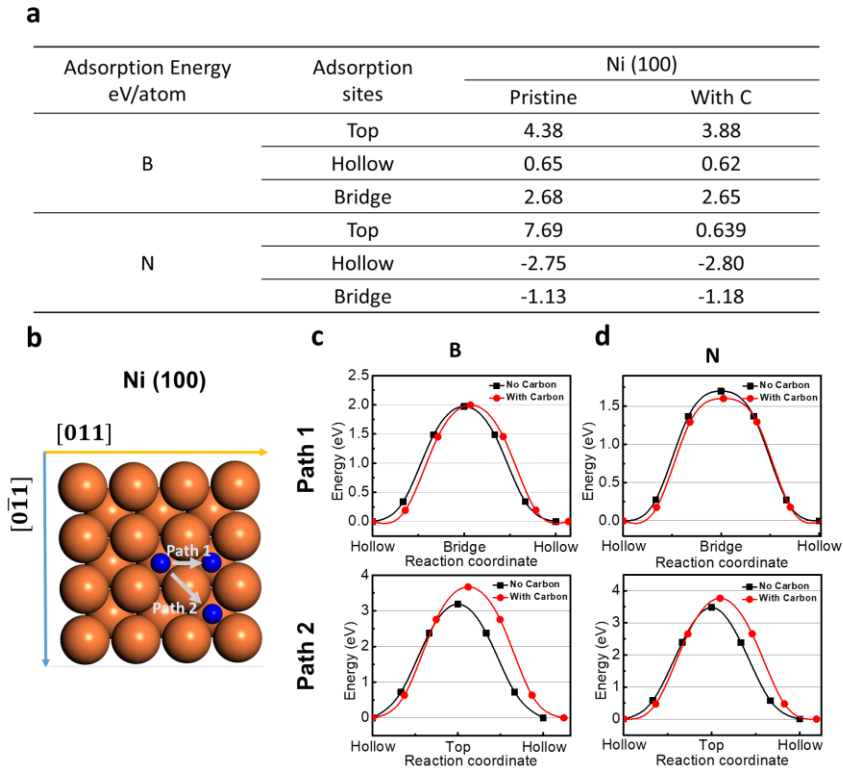 a
Adsorption Energy eV/atom Adsorption sites Ni (100)
Pristine With C
B Top 4.38 3.88
Hollow 0.65 0.62
Bridge 2.68 2.65
N Top 7.69 0.639
Hollow -2.75 -2.80
Bridge -1.13 -1.18
b
Ni (100)
[011]
[01̅1]
Path 1
Path 2
c
B
Path 1
Energy (eV)
2.5
2.0
1.5
1.0
0.5
0.0
No Carbon
With Carbon
Hollow Bridge Hollow
Reaction coordinate
d
N
Energy (eV)
1.5
1.0
0.5
0.0
No Carbon
With Carbon
Hollow Bridge Hollow
Reaction coordinate
Path 2
Energy (eV)
4
3
2
1
0
No Carbon
With Carbon
Hollow Top Hollow
Reaction coordinate
Energy (eV)
4
3
2
1
0
No Carbon
With Carbon
Hollow Top Hollow
Reaction coordinate